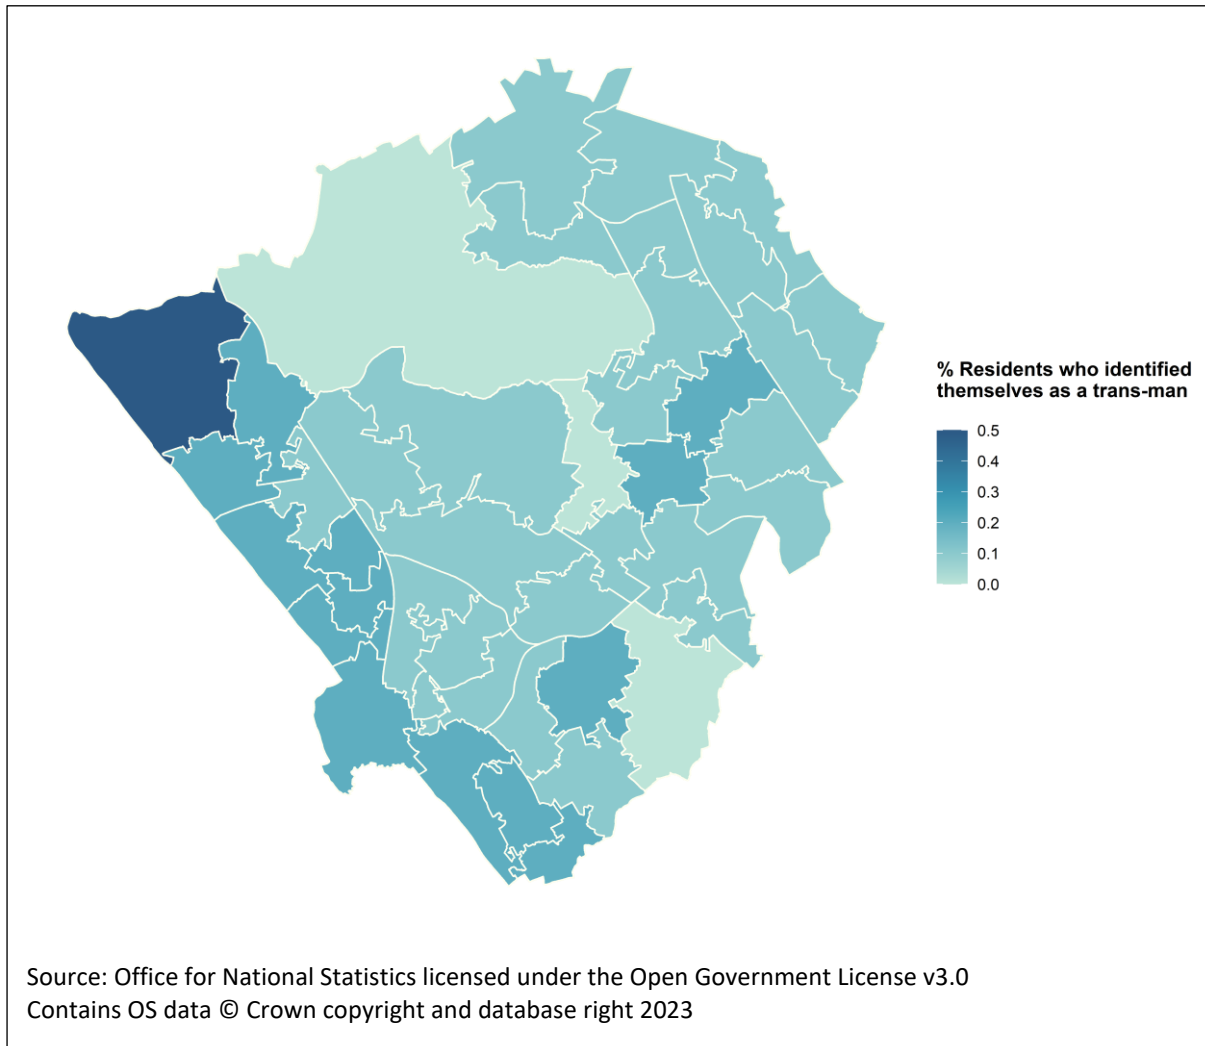 % Residents who identified
themselves as a trans-man
0.5
0.4
0.3
0.2
0.1
0.0
Source: Office for National Statistics licensed under the Open Government License v3.0
Contains OS data © Crown copyright and database right 2023